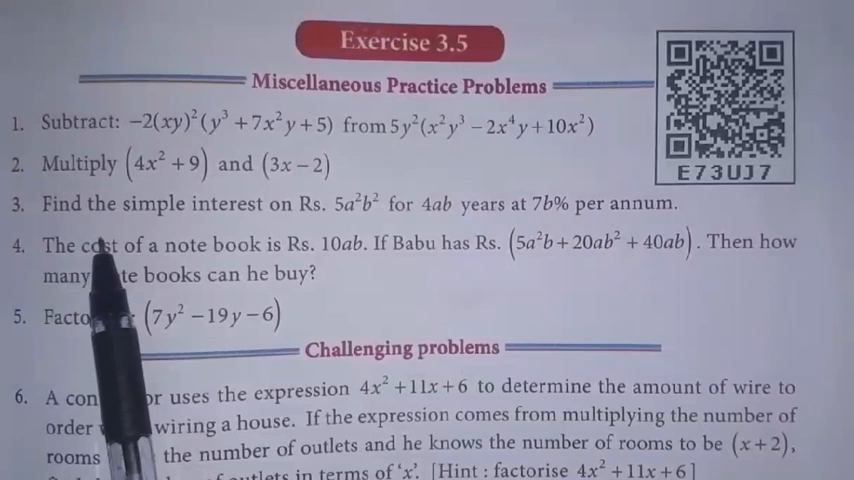 Exercise 3.5
Miscellaneous Practice Problems
E73UJ7
1. Subtract: −2(xy)²(y³ + 7x²y + 5) from 5y²(x²y³ − 2x⁴y + 10x²)
2. Multiply (4x² + 9) and (3x − 2)
3. Find the simple interest on Rs. 5a²b² for 4ab years at 7b% per annum.
4. The cost of a note book is Rs. 10ab. If Babu has Rs. (5a²b + 20ab² + 40ab). Then how
many books can he buy?
5. (7y² − 19y − 6)
Challenging problems
6. A uses the expression 4x² + 11x + 6 to determine the amount of wire to
order wiring a house. If the expression comes from multiplying the number of
rooms the number of outlets and he knows the number of rooms to be (x + 2),
of outlets in terms of ‘x’. [Hint : factorise 4x² + 11x + 6]